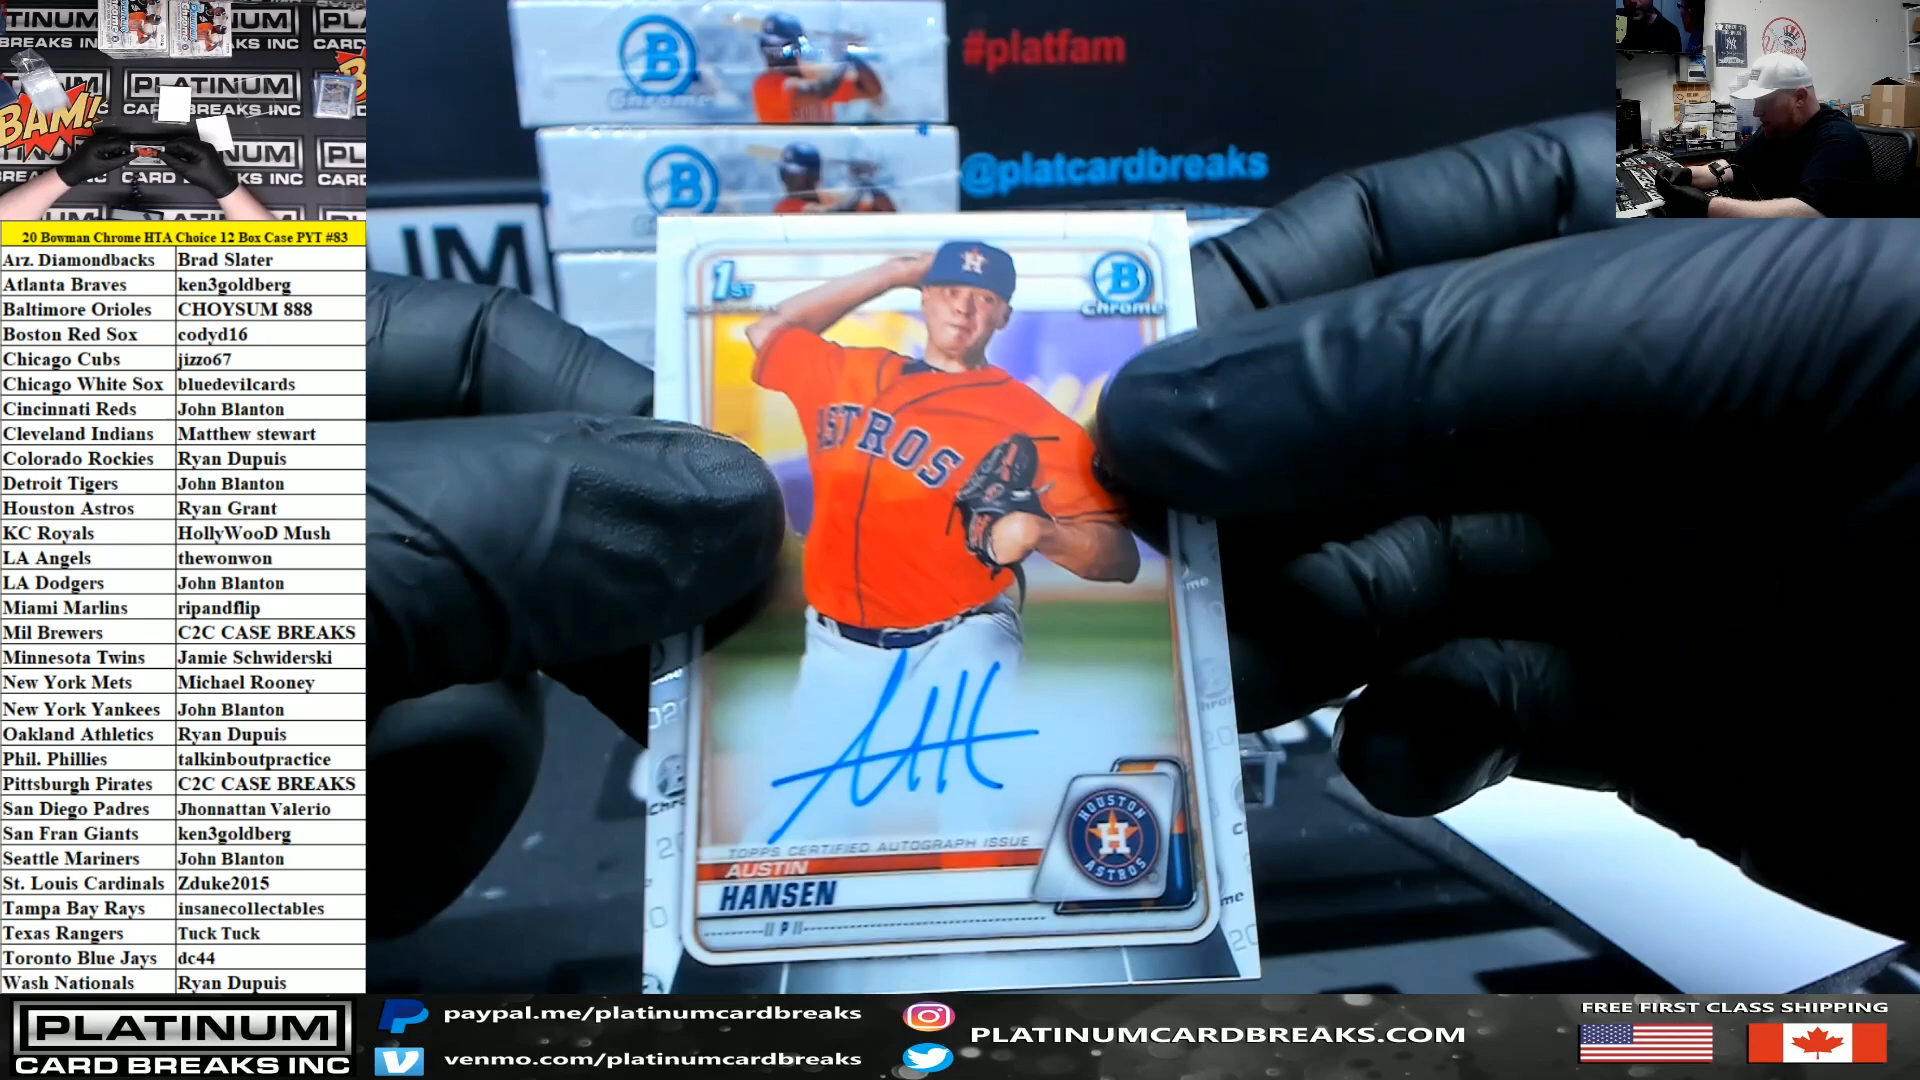 #platfam
@platcardbreaks
PLATINUM
CARD BREAKS INC
BAM!
20 Bowman Chrome HTA Choice 12 Box Case PYT #83
Arz. Diamondbacks Brad Slater
Atlanta Braves ken3goldberg
Baltimore Orioles CHOYSUM 888
Boston Red Sox codyd16
Chicago Cubs jizzo67
Chicago White Sox bluedevilcards
Cincinnati Reds John Blanton
Cleveland Indians Matthew stewart
Colorado Rockies Ryan Dupuis
Detroit Tigers John Blanton
Houston Astros Ryan Grant
KC Royals HollyWooD Mush
LA Angels thewonwon
LA Dodgers John Blanton
Miami Marlins ripandflip
Mil Brewers C2C CASE BREAKS
Minnesota Twins Jamie Schwiderski
New York Mets Michael Rooney
New York Yankees John Blanton
Oakland Athletics Ryan Dupuis
Phil. Phillies talkinboutpractice
Pittsburgh Pirates C2C CASE BREAKS
San Diego Padres Jhonnattan Valerio
San Fran Giants ken3goldberg
Seattle Mariners John Blanton
St. Louis Cardinals Zduke2015
Tampa Bay Rays insanecollectables
Texas Rangers Tuck Tuck
Toronto Blue Jays dc44
Wash Nationals Ryan Dupuis
B
Chrome
B
1ST
B
Chrome
H
ASTROS
TOPPS CERTIFIED AUTOGRAPH ISSUE
AUSTIN
HANSEN
P
HOUSTON
H
ASTROS
PLATINUM
CARD BREAKS INC
paypal.me/platinumcardbreaks
venmo.com/platinumcardbreaks
PLATINUMCARDBREAKS.COM
FREE FIRST CLASS SHIPPING